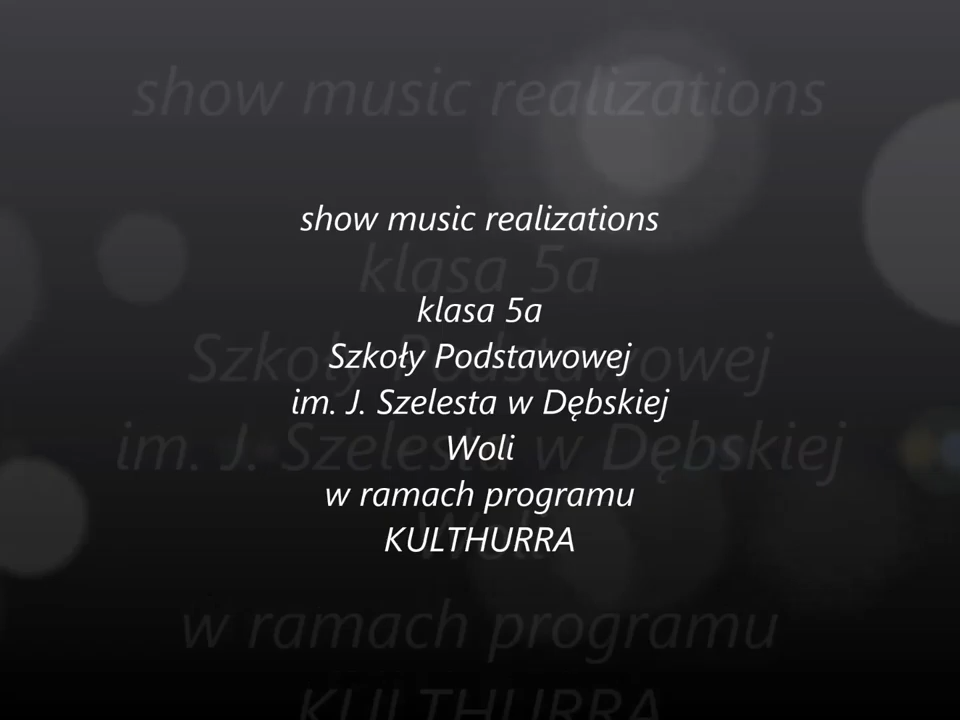 show music realizations
klasa 5a
Szkoły Podstawowej
im. J. Szelesta w Dębskiej
Woli
w ramach programu
KULTHURRA